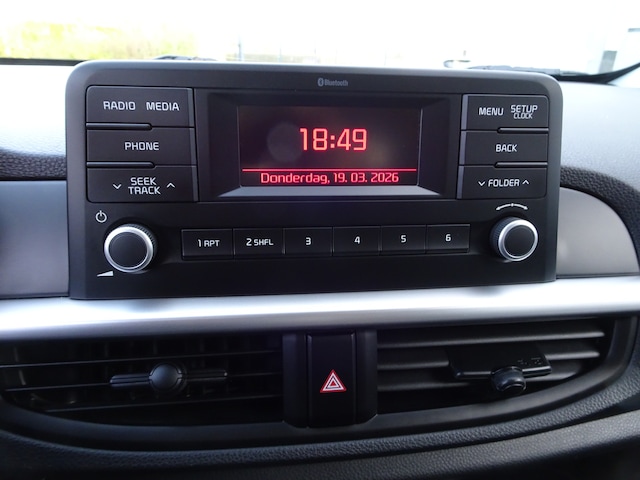 Bluetooth
RADIO MEDIA
PHONE
SEEK
TRACK
18:49
Donderdag, 19. 03. 2026
MENU SETUP
CLOCK
BACK
FOLDER
1 RPT 2 SHFL 3 4 5 6